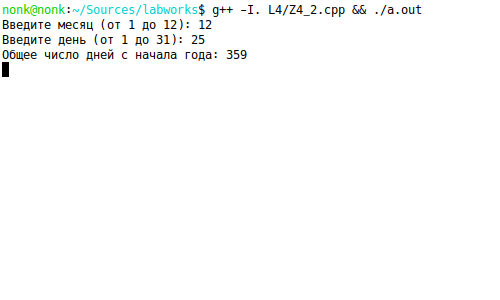 nonk@nonk:~/Sources/labworks$ g++ -I. L4/Z4_2.cpp && ./a.out
Введите месяц (от 1 до 12): 12
Введите день (от 1 до 31): 25
Общее число дней с начала года: 359